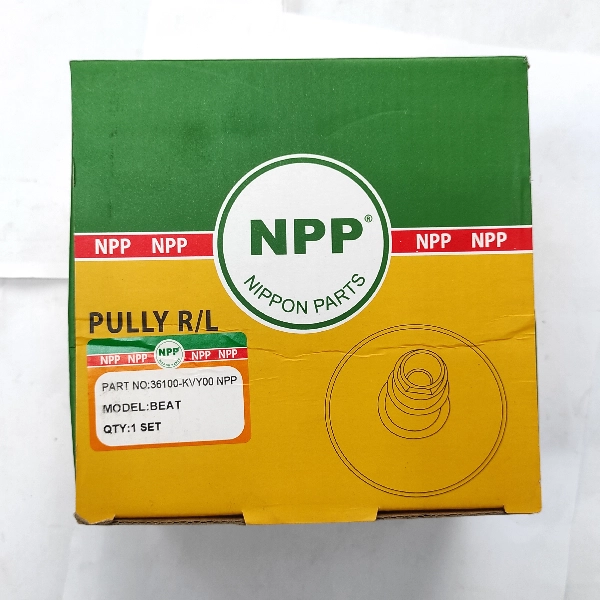 NPP®
NIPPON PARTS
NPP NPP
NPP NPP
PULLY R/L
NPP
NPP NPP
NPP NPP
PART NO:36100-KVY00 NPP
MODEL:BEAT
QTY:1 SET